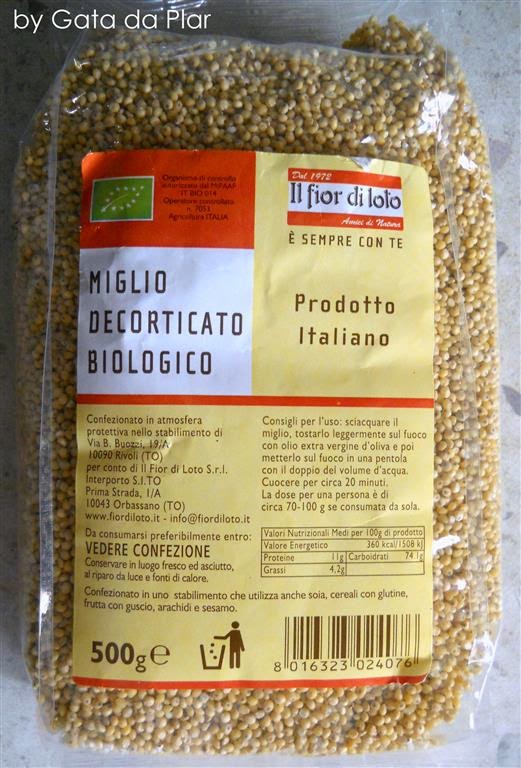 by Gata da Plar
Organismo di controllo
autorizzato dal MiPAAF
IT BIO 014
Operatore controllato
n. 7053
Agricoltura ITALIA
Dal 1972
Il fior di loto
Amici di Natura
È SEMPRE CON TE
MIGLIO
DECORTICATO
BIOLOGICO
Prodotto
Italiano
Confezionato in atmosfera
protettiva nello stabilimento di
Via B. Buozzi, 19/A
10090 Rivoli (TO)
per conto di Il Fior di Loto S.r.l.
Interporto S.I.TO
Prima Strada, 1/A
10043 Orbassano (TO)
www.fiordiloto.it - info@fiordiloto.it
Da consumarsi preferibilmente entro:
VEDERE CONFEZIONE
Conservare in luogo fresco ed asciutto,
al riparo da luce e fonti di calore.
Consigli per l'uso: sciacquare il
miglio, tostarlo leggermente sul fuoco
con olio extra vergine d'oliva e poi
metterlo sul fuoco in una pentola
con il doppio del volume d'acqua.
Cuocere per circa 20 minuti.
La dose per una persona è di
circa 70-100 g se consumata da sola.
Valori Nutrizionali Medi per 100g di prodotto
Valore Energetico 360 kcal/1508 kj
Proteine 11g Carboidrati 74.1g
Grassi 4,2g
Confezionato in uno stabilimento che utilizza anche soia, cereali con glutine,
frutta con guscio, arachidi e sesamo.
500g e
8 016323 024076